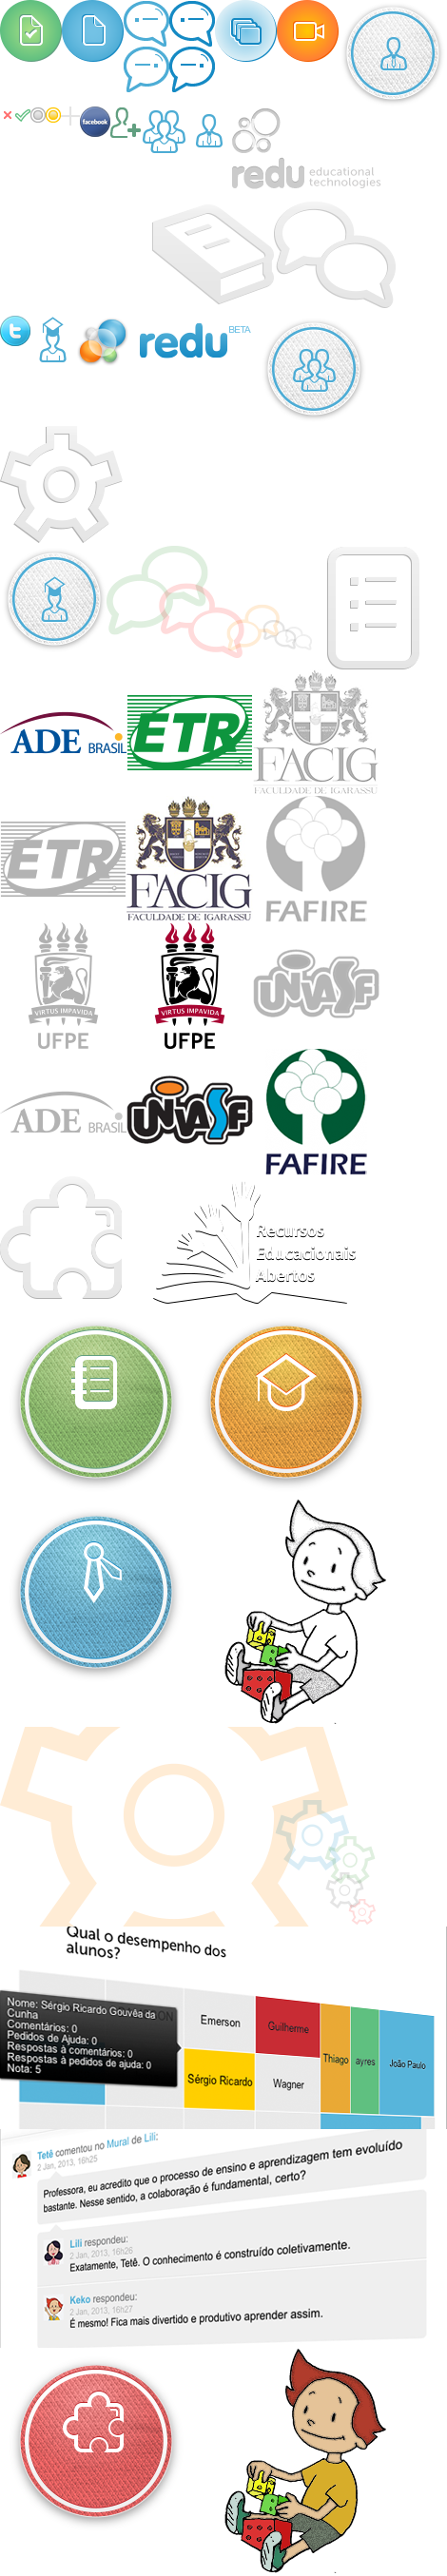 facebook
redu educational
technologies
redu BETA
ADE BRASIL
ETR
FACIG
FACULDADE DE IGARASSU
ETR
FACIG
FACULDADE DE IGARASSU
FAFIRE
VIRTUS IMPAVIDA
UFPE
VIRTUS IMPAVIDA
UFPE
UNIVASF
ADE BRASIL
UNIVASF
FAFIRE
Recursos
Educacionais
Abertos
Qual o desempenho dos
alunos?
Nome: Sérgio Ricardo Gouvêa da
Cunha
Comentários: 0
Pedidos de Ajuda: 0
Respostas à comentários: 0
Respostas à pedidos de ajuda: 0
Nota: 5
Emerson
Guilherme
Sérgio Ricardo
Wagner
Thiago
ayres
João Paulo
Tetê comentou no Mural de Lili:
2 Jan, 2013, 16h25
Professora, eu acredito que o processo de ensino e aprendizagem tem evoluído
bastante. Nesse sentido, a colaboração é fundamental, certo?
Lili respondeu:
2 Jan, 2013, 16h26
Exatamente, Tetê. O conhecimento é construído coletivamente.
Keko respondeu:
2 Jan, 2013, 16h27
É mesmo! Fica mais divertido e produtivo aprender assim.